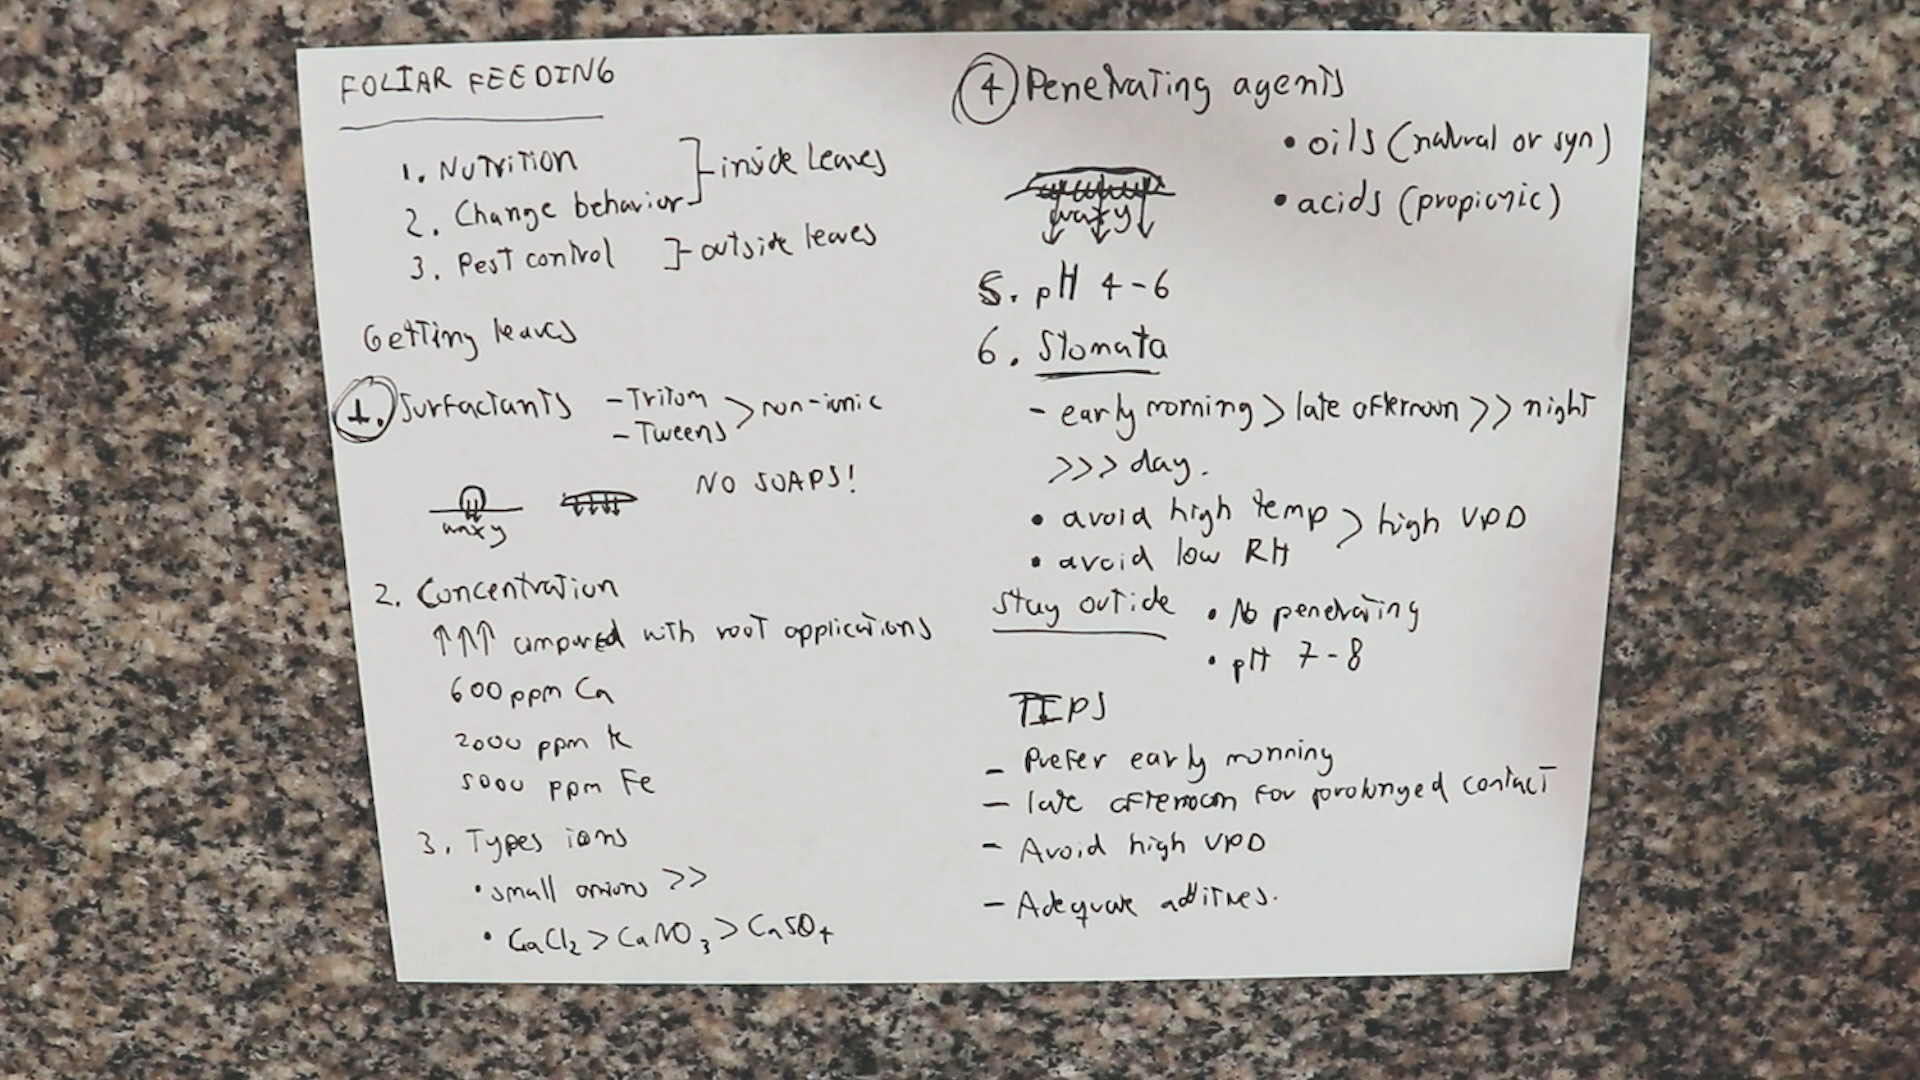 FOLIAR FEEDING
1. Nutrition
2. Change behavior
inside leaves
3. Pest control
outside leaves
Getting leaves
1. Surfactants
- Tritom
- Tweens
> non-ionic
NO SOAPS!
waxy
2. Concentration
↑↑↑ compared with root applications
600 ppm Ca
2000 ppm K
5000 ppm Fe
3. Types ions
• small anions >>
• CaCl2 > CaNO3 > CaSO4
4 Penetrating agents
• oils (natural or syn)
• acids (propionic)
waxy
5. pH 4-6
6. Stomata
- early morning > late afternoon >> night
>>> day.
• avoid high temp
• avoid low RH
> high VPD
Stay outide
• No penetrating
• pH 7-8
TIPS
- Prefer early morning
- late afternoon for prolonged contact
- Avoid high VPD
- Adequate additives.